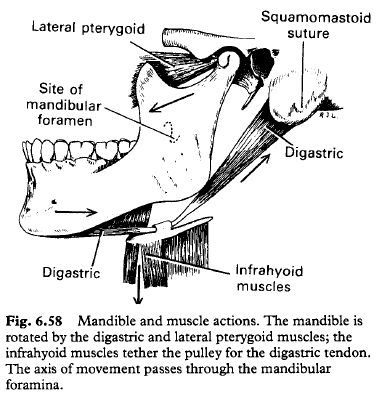 Lateral pterygoid
Squamomastoid
suture
Site of
mandibular
foramen
R.J.L.
Digastric
Digastric
Infrahyoid
muscles
Fig. 6.58 Mandible and muscle actions. The mandible is
rotated by the digastric and lateral pterygoid muscles; the
infrahyoid muscles tether the pulley for the digastric tendon.
The axis of movement passes through the mandibular
foramina.